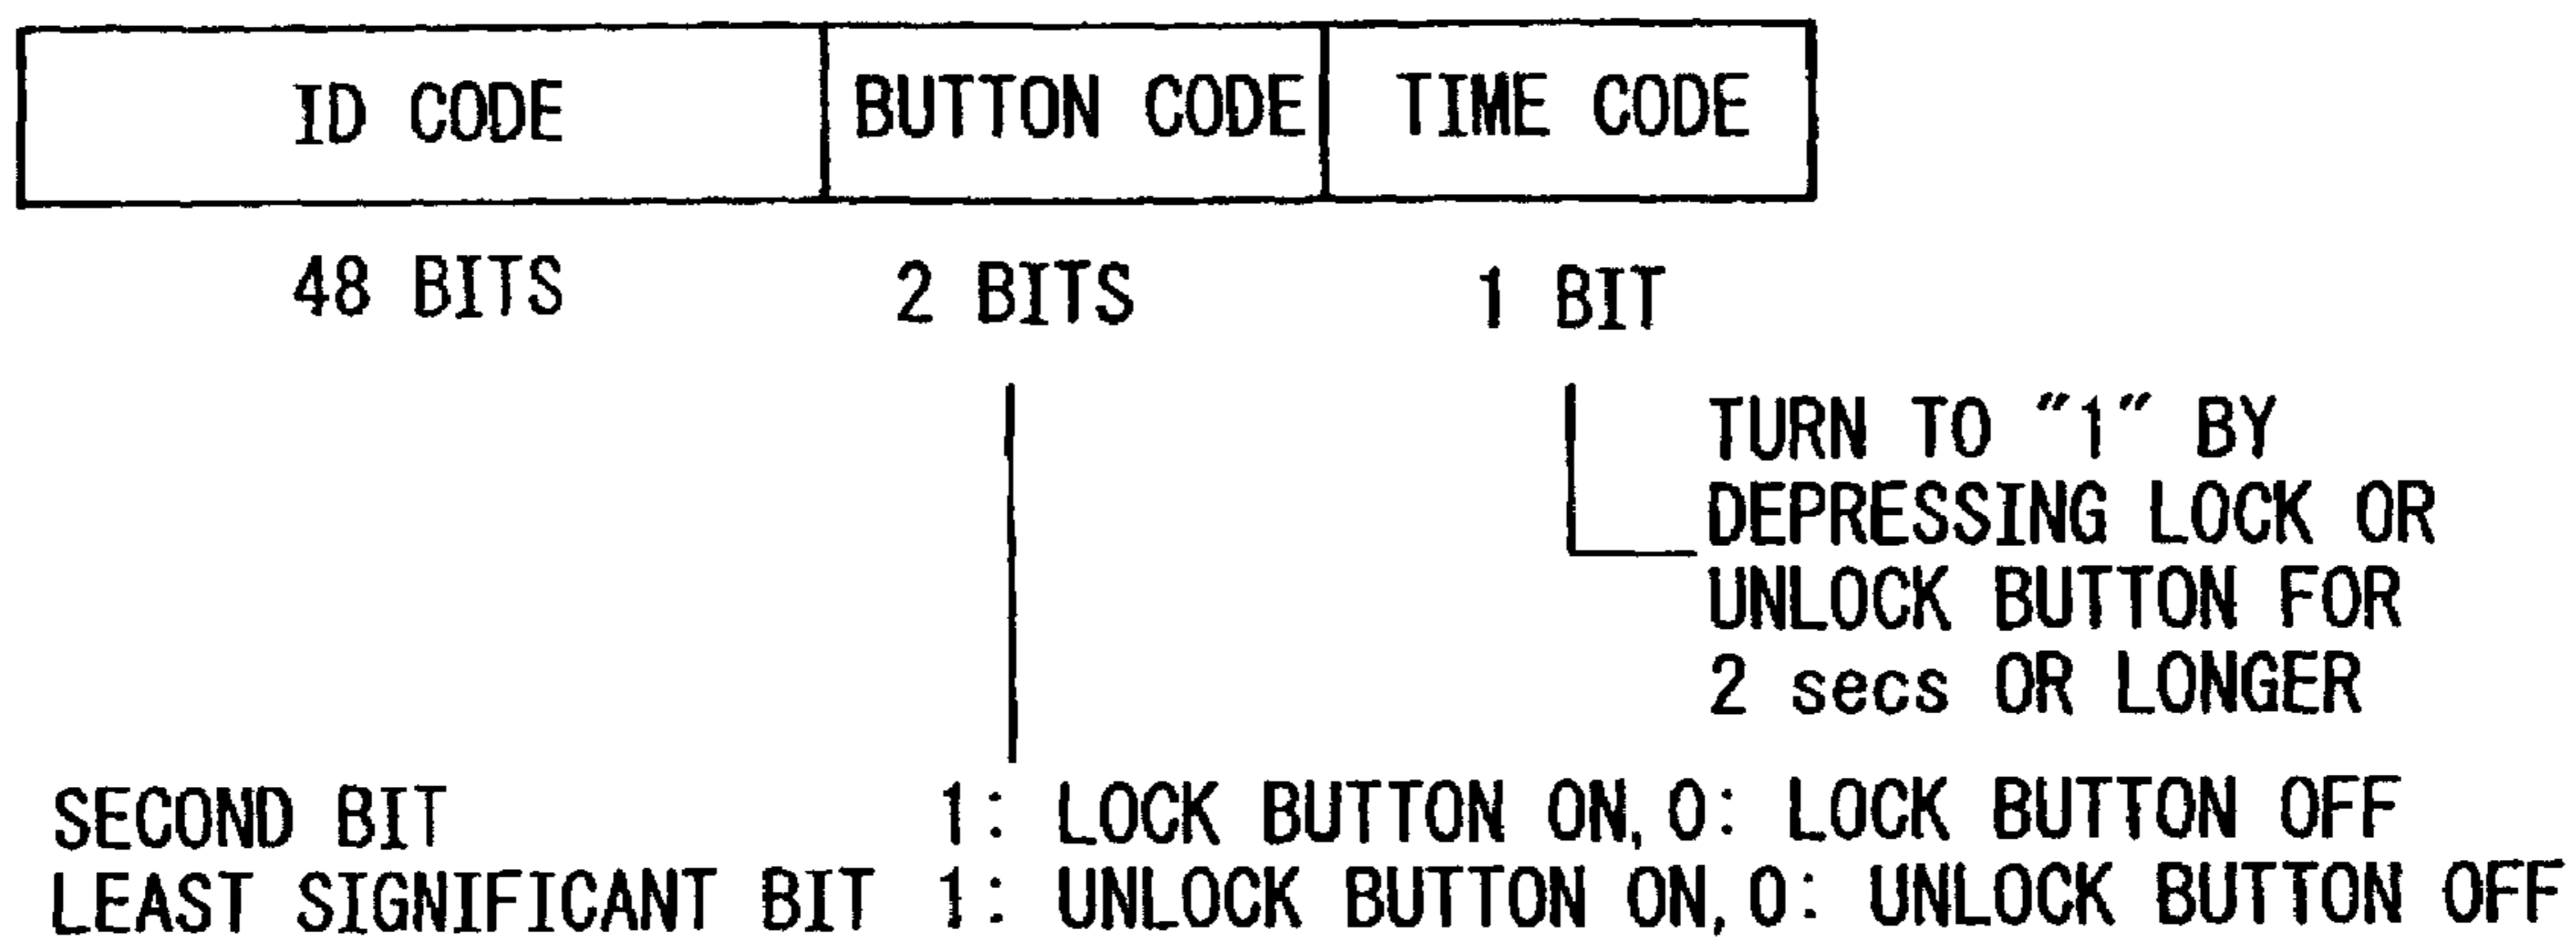 ID CODE BUTTON CODE TIME CODE
48 BITS 2 BITS 1 BIT
TURN TO "1" BY
DEPRESSING LOCK OR
UNLOCK BUTTON FOR
2 secs OR LONGER
SECOND BIT 1: LOCK BUTTON ON, 0: LOCK BUTTON OFF
LEAST SIGNIFICANT BIT 1: UNLOCK BUTTON ON, 0: UNLOCK BUTTON OFF